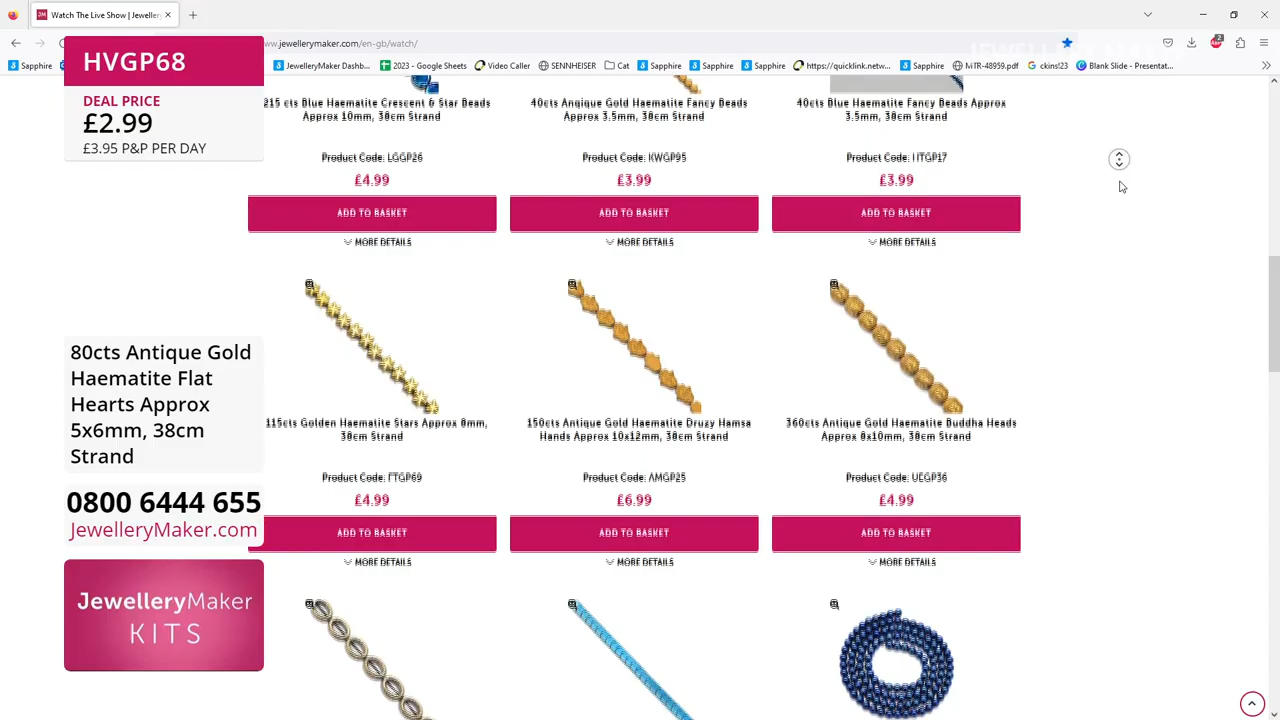 Watch The Live Show | Jeweller
www.jewellerymaker.com/en-gb/watch/
Sapphire
JewelleryMaker Dashb...
2023 - Google Sheets
Video Caller
SENNHEISER
Cat
Sapphire
Sapphire
Sapphire
https://quicklink.netw...
Sapphire
MTR-48959.pdf
ckins!23
Blank Slide - Presentat...
HVGP68
DEAL PRICE
£2.99
£3.95 P&P PER DAY
215 cts Blue Haematite Crescent & Star Beads
Approx 10mm, 38cm Strand
Product Code: LGGP26
£4.99
ADD TO BASKET
MORE DETAILS
40cts Anqique Gold Haematite Fancy Beads
Approx 3.5mm, 38cm Strand
Product Code: KWGP95
£3.99
ADD TO BASKET
MORE DETAILS
40cts Blue Haematite Fancy Beads Approx
3.5mm, 38cm Strand
Product Code: ITGP17
£3.99
ADD TO BASKET
MORE DETAILS
80cts Antique Gold
Haematite Flat
Hearts Approx
5x6mm, 38cm
Strand
0800 6444 655
JewelleryMaker.com
JewelleryMaker
KITS
115cts Golden Haematite Stars Approx 8mm,
38cm Strand
Product Code: FTGP69
£4.99
ADD TO BASKET
MORE DETAILS
150cts Antique Gold Haematite Druzy Hamsa
Hands Approx 10x12mm, 38cm Strand
Product Code: AMGP25
£6.99
ADD TO BASKET
MORE DETAILS
360cts Antique Gold Haematite Buddha Heads
Approx 8x10mm, 38cm Strand
Product Code: UEGP36
£4.99
ADD TO BASKET
MORE DETAILS